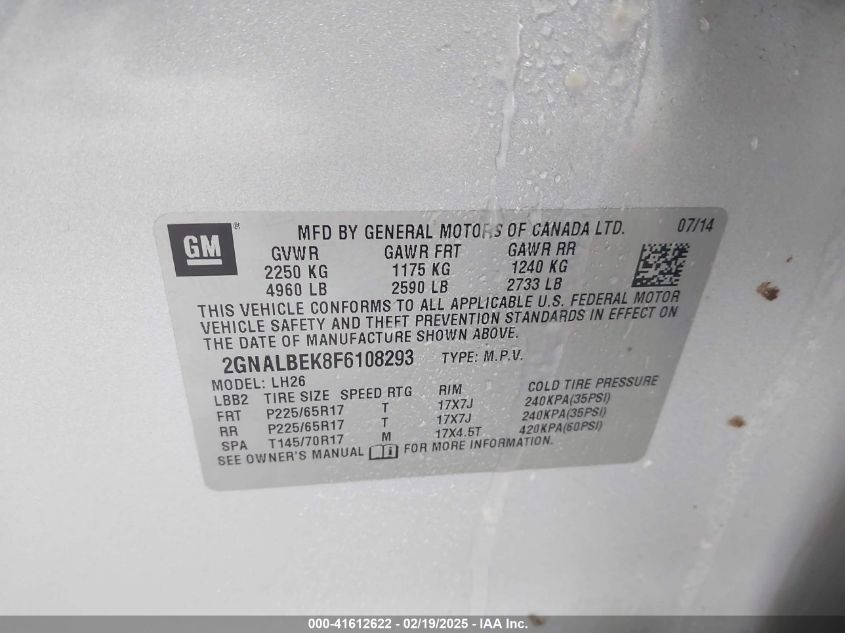 GM ® MFD BY GENERAL MOTORS OF CANADA LTD. 07/14
GVWR GAWR FRT GAWR RR
2250 KG 1175 KG 1240 KG
4960 LB 2590 LB 2733 LB
THIS VEHICLE CONFORMS TO ALL APPLICABLE U.S. FEDERAL MOTOR
VEHICLE SAFETY AND THEFT PREVENTION STANDARDS IN EFFECT ON
THE DATE OF MANUFACTURE SHOWN ABOVE.
2GNALBEK8F6108293 TYPE: M.P.V.
MODEL: LH26
LBB2 TIRE SIZE SPEED RTG RIM COLD TIRE PRESSURE
FRT P225/65R17 T 17X7J 240KPA(35PSI)
RR P225/65R17 T 17X7J 240KPA(35PSI)
SPA T145/70R17 M 17X4.5T 420KPA(60PSI)
SEE OWNER'S MANUAL FOR MORE INFORMATION.
000-41612622 - 02/19/2025 - IAA Inc.